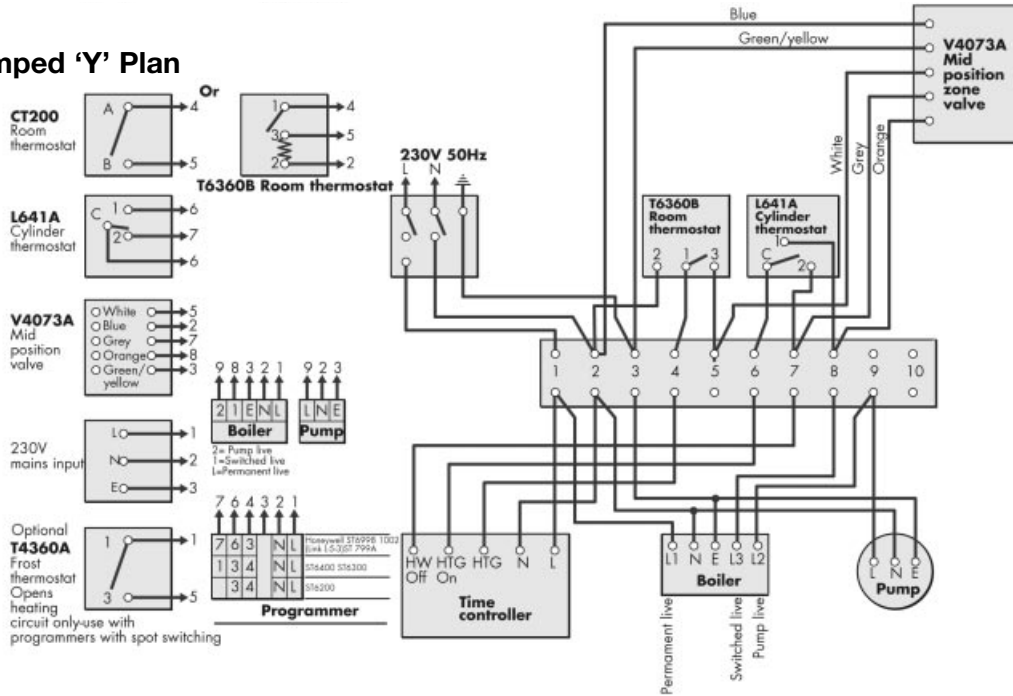 mped 'Y' Plan
Blue
Green/yellow
V4073A
Mid
position
zone
valve
White
Grey
Orange
CT200
Room
thermostat
A
B
4
5
Or
1
3
2
4
5
2
T6360B Room thermostat
230V 50Hz
L N
L641A
Cylinder
thermostat
C
1
2
6
7
6
T6360B
Room
thermostat
2 1 3
L641A
Cylinder
thermostat
1
C 2
V4073A
Mid
position
valve
White 5
Blue 2
Grey 7
Orange 8
Green/ 3
yellow
1 2 3 4 5 6 7 8 9 10
9 8 3 2 1
2 1 E N L
Boiler
2= Pump live
1=Switched live
L=Permanent live
9 2 3
L N E
Pump
230V
mains input
L 1
N 2
E 3
Optional
T4360A
Frost
thermostat
Opens
heating
circuit only-use with
programmers with spot switching
1 1
3 5
7 6 4 3 2 1
7 6 3 N L Honeywell ST699B 1002
(Link L-5-3)ST 799A
1 3 4 N L ST6400 ST6300
3 4 N L ST6200
Programmer
HW HTG HTG N L
Off On
Time
controller
L1 N E L3 L2
Boiler
Permament live
Switched live
Pump live
L N E
Pump